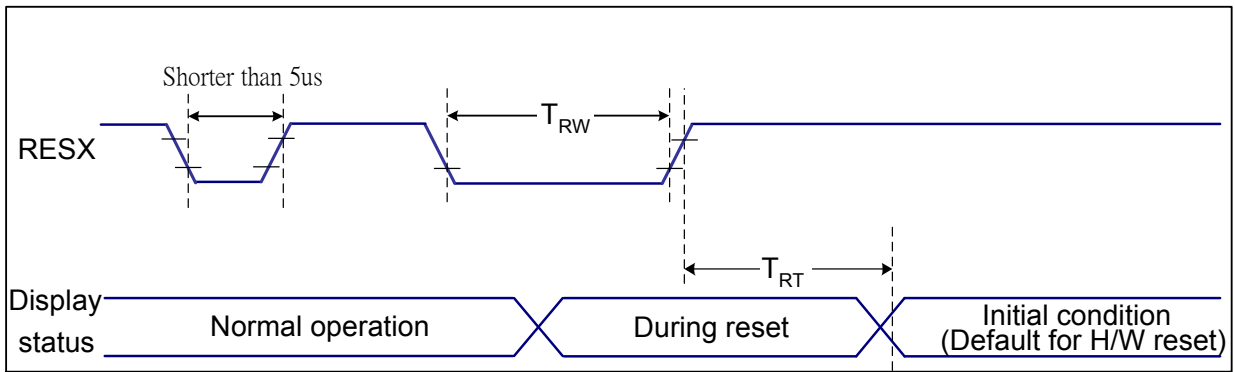 Shorter than 5us
RESX
TRW
TRT
Display
status
Normal operation
During reset
Initial condition
(Default for H/W reset)